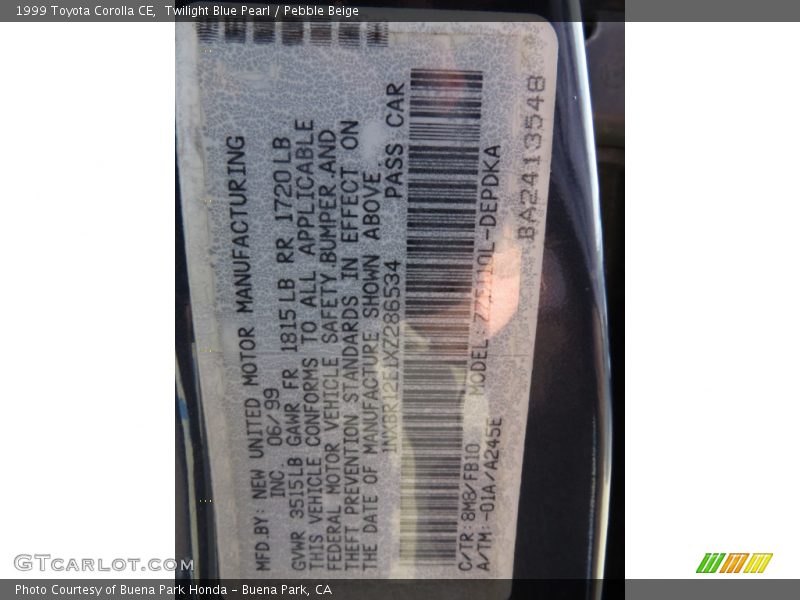 1999 Toyota Corolla CE, Twilight Blue Pearl / Pebble Beige
MFD.BY: NEW UNITED MOTOR MANUFACTURING
INC. 06/99
GVWR 3515LB GAWR FR 1815LB RR 1720LB
THIS VEHICLE CONFORMS TO ALL APPLICABLE
FEDERAL MOTOR VEHICLE SAFETY,BUMPER,AND
THEFT PREVENTION STANDARDS IN EFFECT ON
THE DATE OF MANUFACTURE SHOWN ABOVE.
1NXBR12E1XZ286534 PASS CAR
C/TR: 8M8/FB10 MODEL: ZZE110L-DEPDKA
A/TM: -01A/A245E
BA2413548
GTCarLot.com
Photo Courtesy of Buena Park Honda - Buena Park, CA